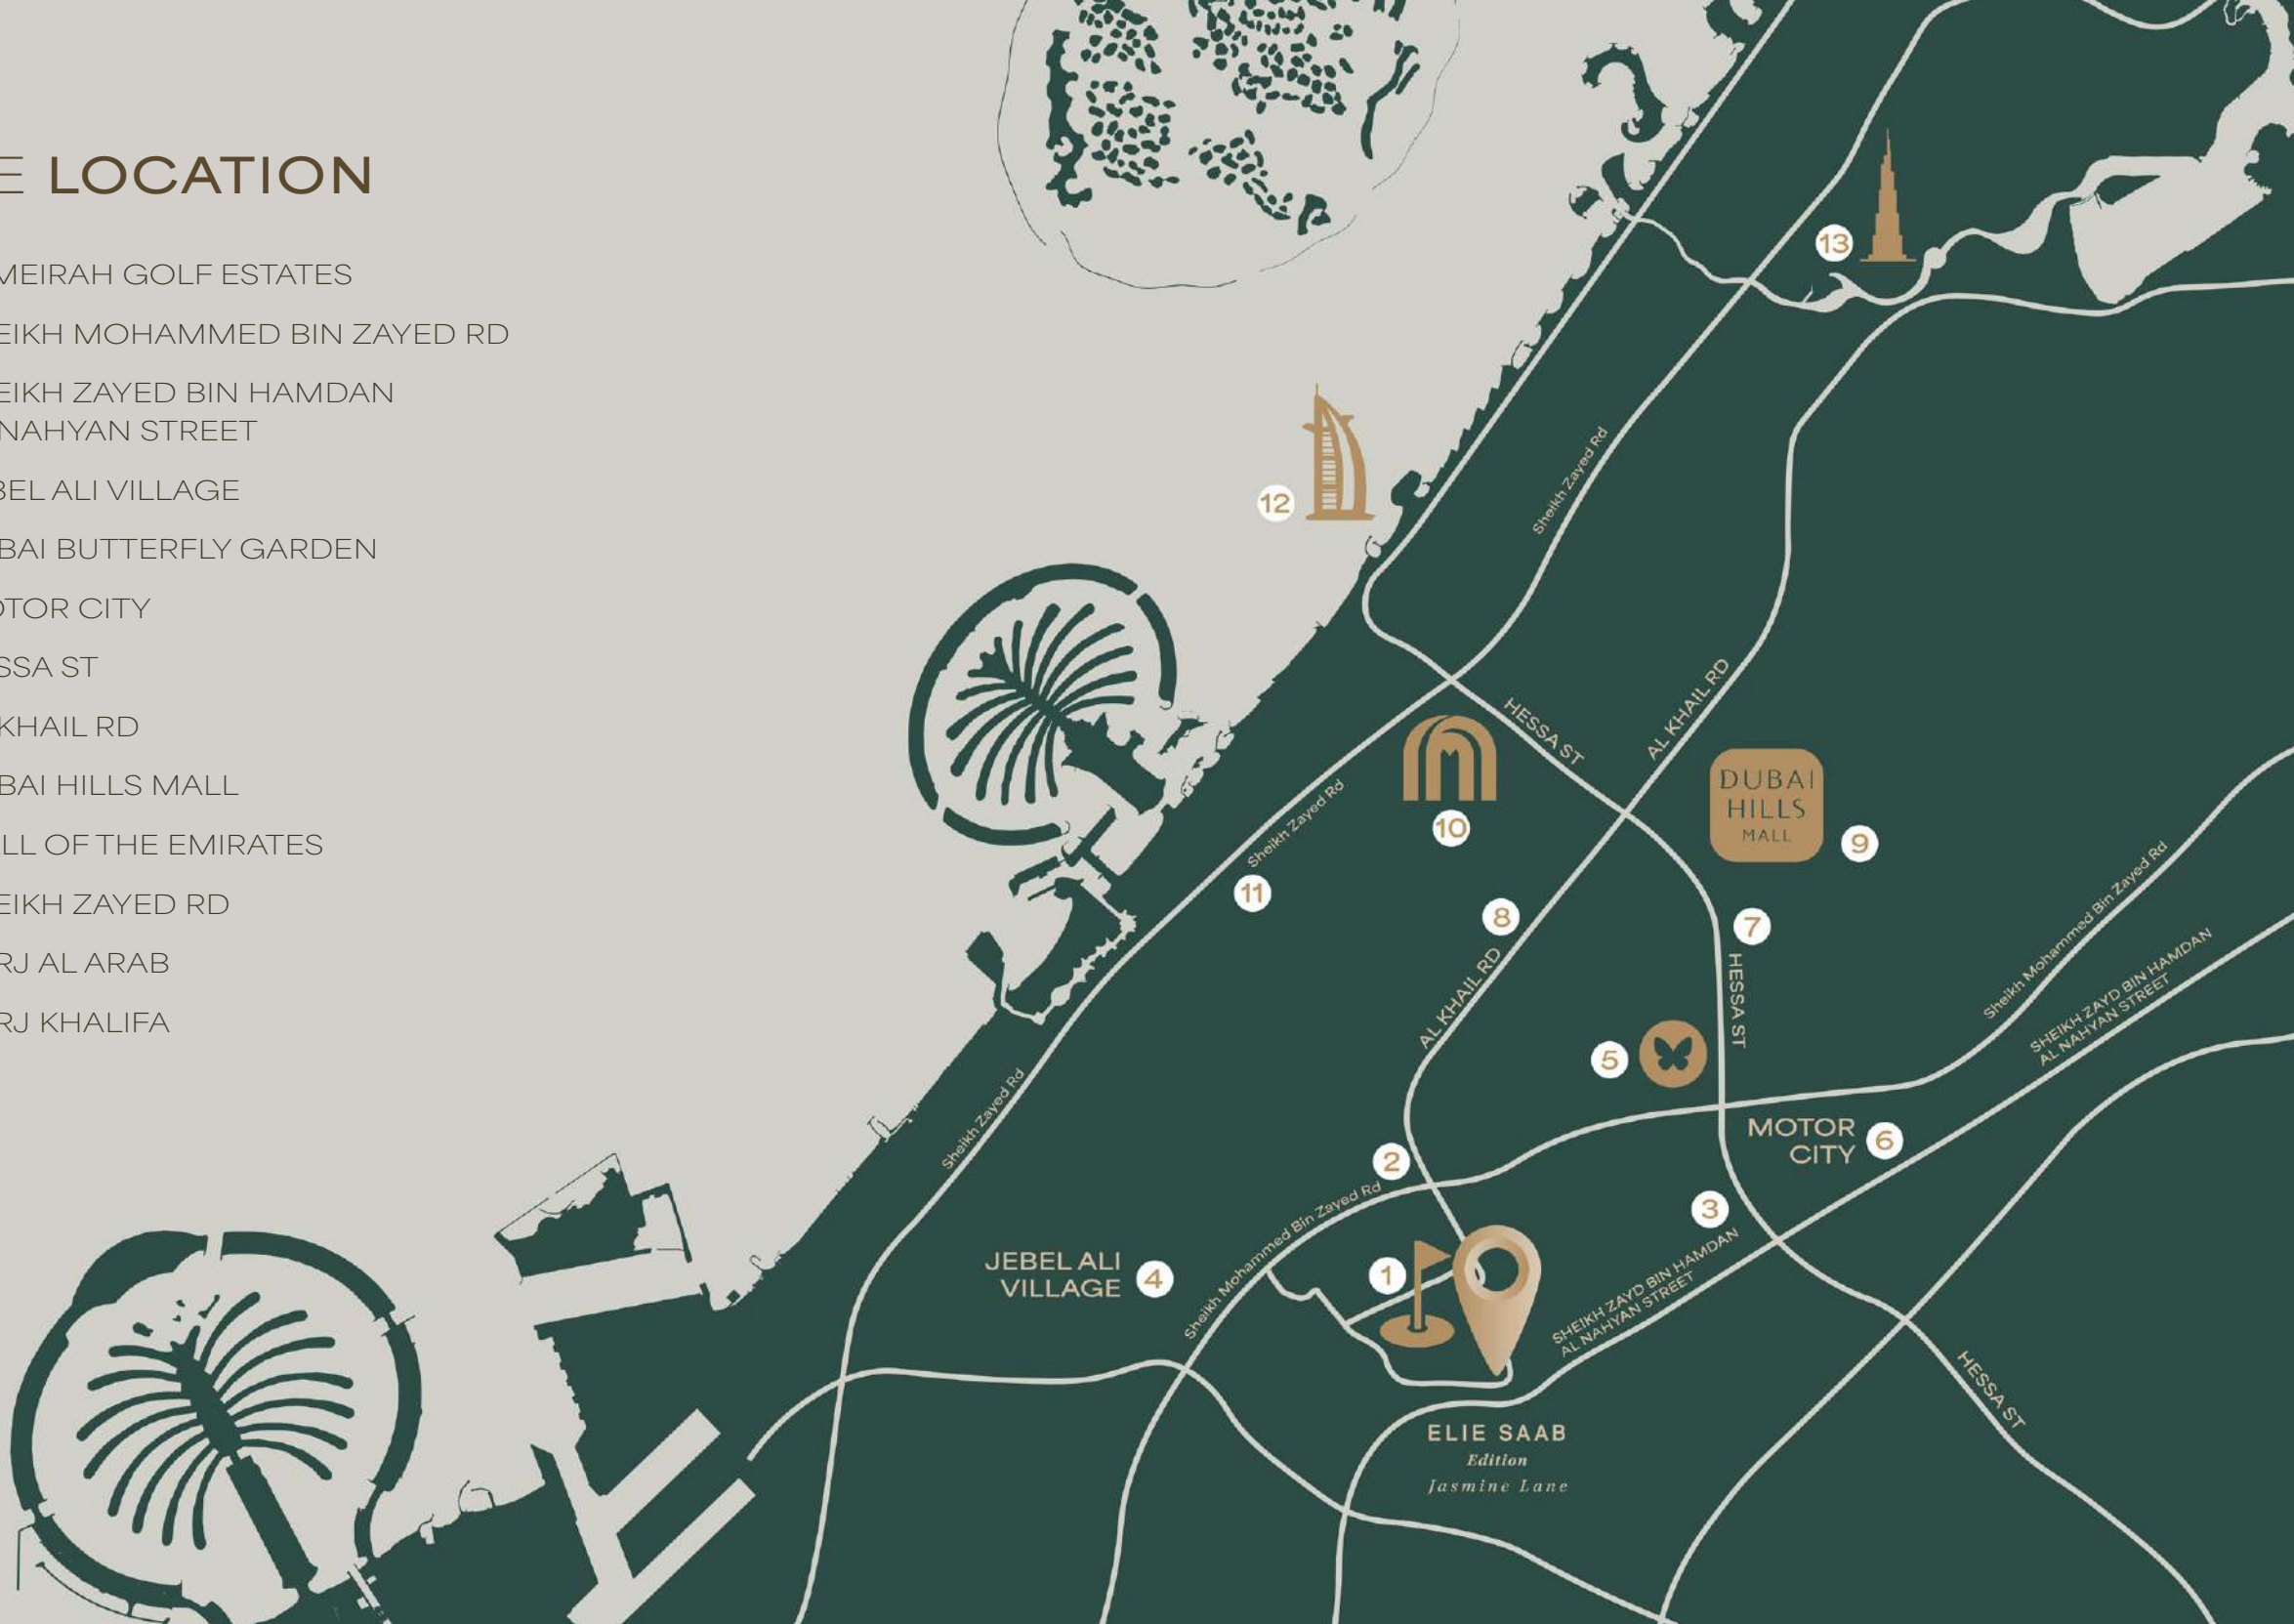 E LOCATION
MEIRAH GOLF ESTATES
EIKH MOHAMMED BIN ZAYED RD
EIKH ZAYED BIN HAMDAN
NAHYAN STREET
BEL ALI VILLAGE
BAI BUTTERFLY GARDEN
OTOR CITY
SSA ST
KHAIL RD
BAI HILLS MALL
LL OF THE EMIRATES
EIKH ZAYED RD
RJ AL ARAB
RJ KHALIFA
13
12
Sheikh Zayed Rd
HESSA ST
AL KHAIL RD
DUBAI
HILLS
MALL
9
10
Sheikh Zayed Rd
11
8
7
AL KHAIL RD
HESSA ST
Sheikh Mohammed Bin Zayed Rd
SHEIKH ZAYD BIN HAMDAN
AL NAHYAN STREET
5
Sheikh Zayed Rd
MOTOR
CITY
6
2
Sheikh Mohammed Bin Zayed Rd
3
JEBEL ALI
VILLAGE
4
1
SHEIKH ZAYD BIN HAMDAN
AL NAHYAN STREET
HESSA ST
ELIE SAAB
Edition
Jasmine Lane